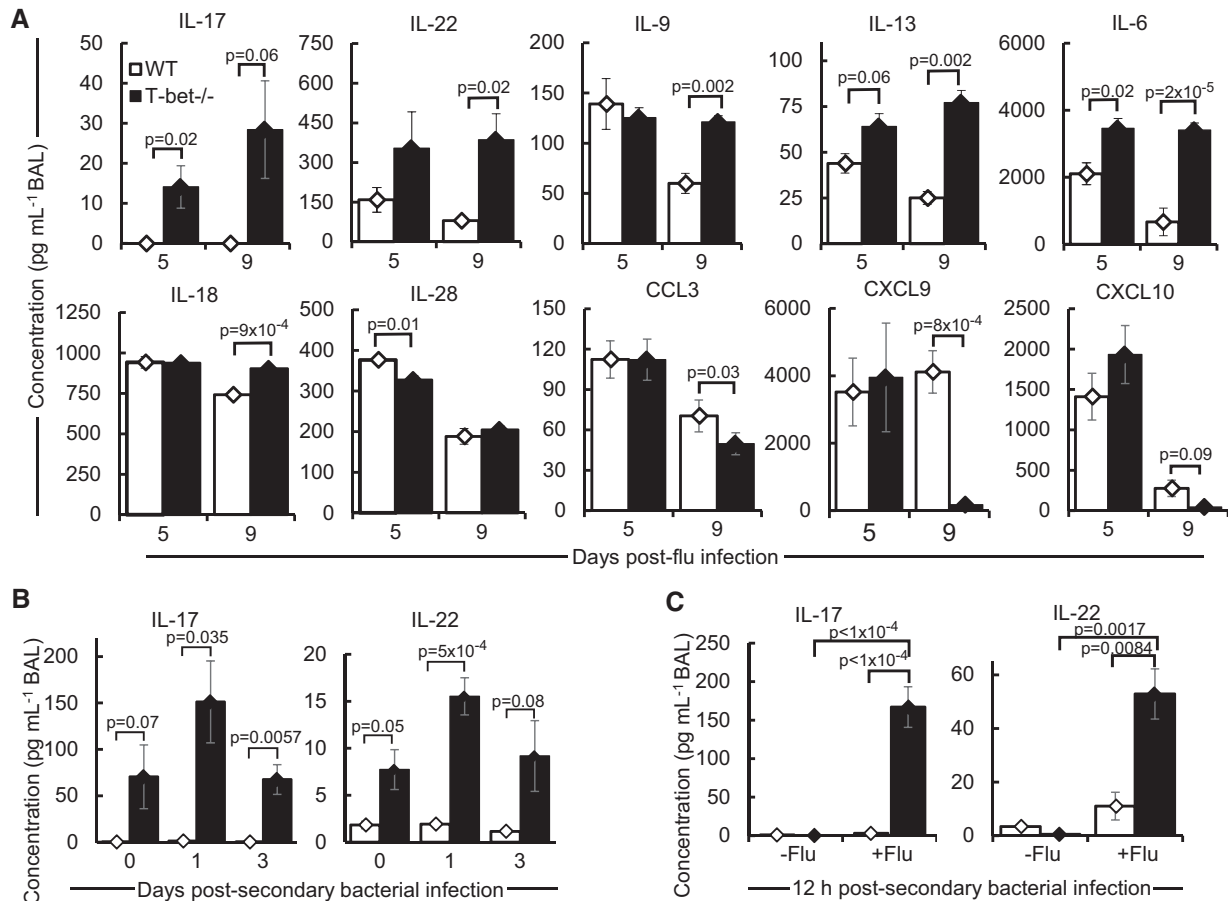 A
IL-17
IL-22
IL-9
IL-13
IL-6
Concentration (pg mL⁻¹ BAL)
50
40
30
20
10
0
WT
T-bet-/-
p=0.02
p=0.06
5 9
750
600
450
300
150
0
p=0.02
5 9
200
150
100
50
0
p=0.002
5 9
100
75
50
25
0
p=0.06
p=0.002
5 9
6000
4000
2000
0
p=0.02
p=2x10⁻⁵
5 9
IL-18
IL-28
CCL3
CXCL9
CXCL10
1250
1000
750
500
250
0
p=9x10⁻⁴
5 9
500
400
300
200
100
0
p=0.01
5 9
150
120
90
60
30
0
p=0.03
5 9
6000
4000
2000
0
p=8x10⁻⁴
5 9
2500
2000
1500
1000
500
0
p=0.09
5 9
Days post-flu infection
B
IL-17
IL-22
Concentration (pg mL⁻¹ BAL)
200
150
100
50
0
p=0.07
p=0.035
p=0.0057
0 1 3
20
15
10
5
0
p=0.05
p=5x10⁻⁴
p=0.08
0 1 3
Days post-secondary bacterial infection
C
IL-17
IL-22
Concentration (pg mL⁻¹ BAL)
250
200
150
100
50
0
p<1x10⁻⁴
p<1x10⁻⁴
-Flu +Flu
60
40
20
0
p=0.0017
p=0.0084
-Flu +Flu
12 h post-secondary bacterial infection